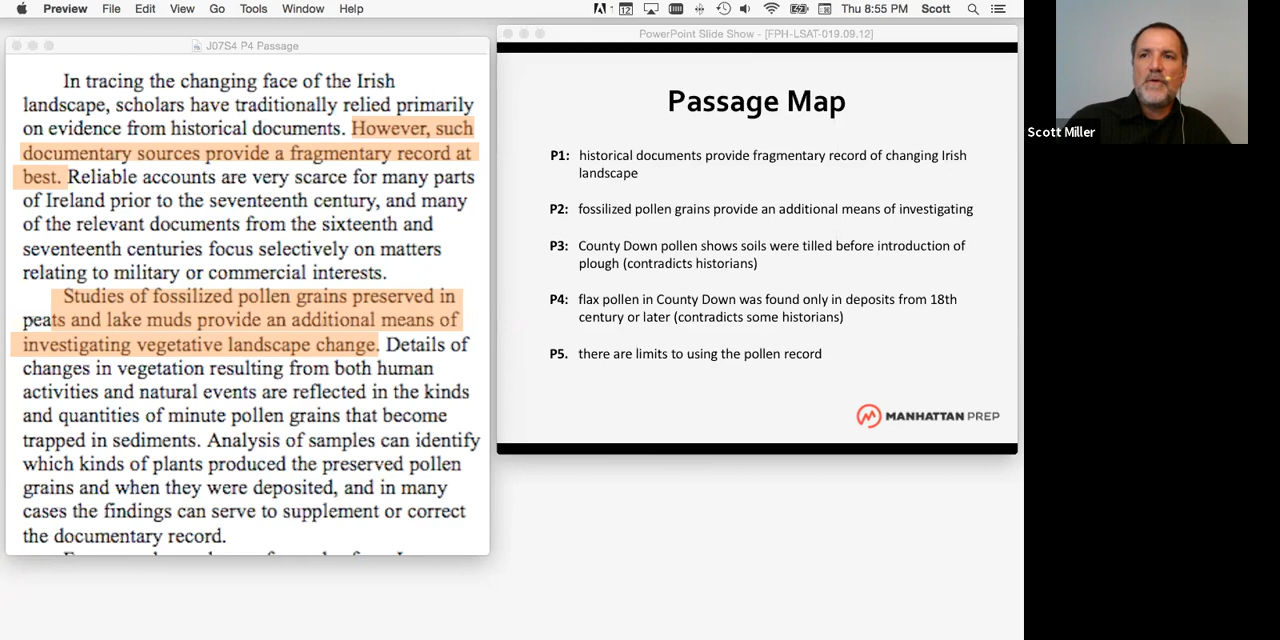 Preview File Edit View Go Tools Window Help
12
Thu 8:55 PM Scott
J07S4 P4 Passage
In tracing the changing face of the Irish
landscape, scholars have traditionally relied primarily
on evidence from historical documents. However, such
documentary sources provide a fragmentary record at
best. Reliable accounts are very scarce for many parts
of Ireland prior to the seventeenth century, and many
of the relevant documents from the sixteenth and
seventeenth centuries focus selectively on matters
relating to military or commercial interests.
Studies of fossilized pollen grains preserved in
peats and lake muds provide an additional means of
investigating vegetative landscape change. Details of
changes in vegetation resulting from both human
activities and natural events are reflected in the kinds
and quantities of minute pollen grains that become
trapped in sediments. Analysis of samples can identify
which kinds of plants produced the preserved pollen
grains and when they were deposited, and in many
cases the findings can serve to supplement or correct
the documentary record.
PowerPoint Slide Show - [FPH-LSAT-019.09.12]
Passage Map
P1: historical documents provide fragmentary record of changing Irish
landscape
P2: fossilized pollen grains provide an additional means of investigating
P3: County Down pollen shows soils were tilled before introduction of
plough (contradicts historians)
P4: flax pollen in County Down was found only in deposits from 18th
century or later (contradicts some historians)
P5. there are limits to using the pollen record
MANHATTAN PREP
Scott Miller